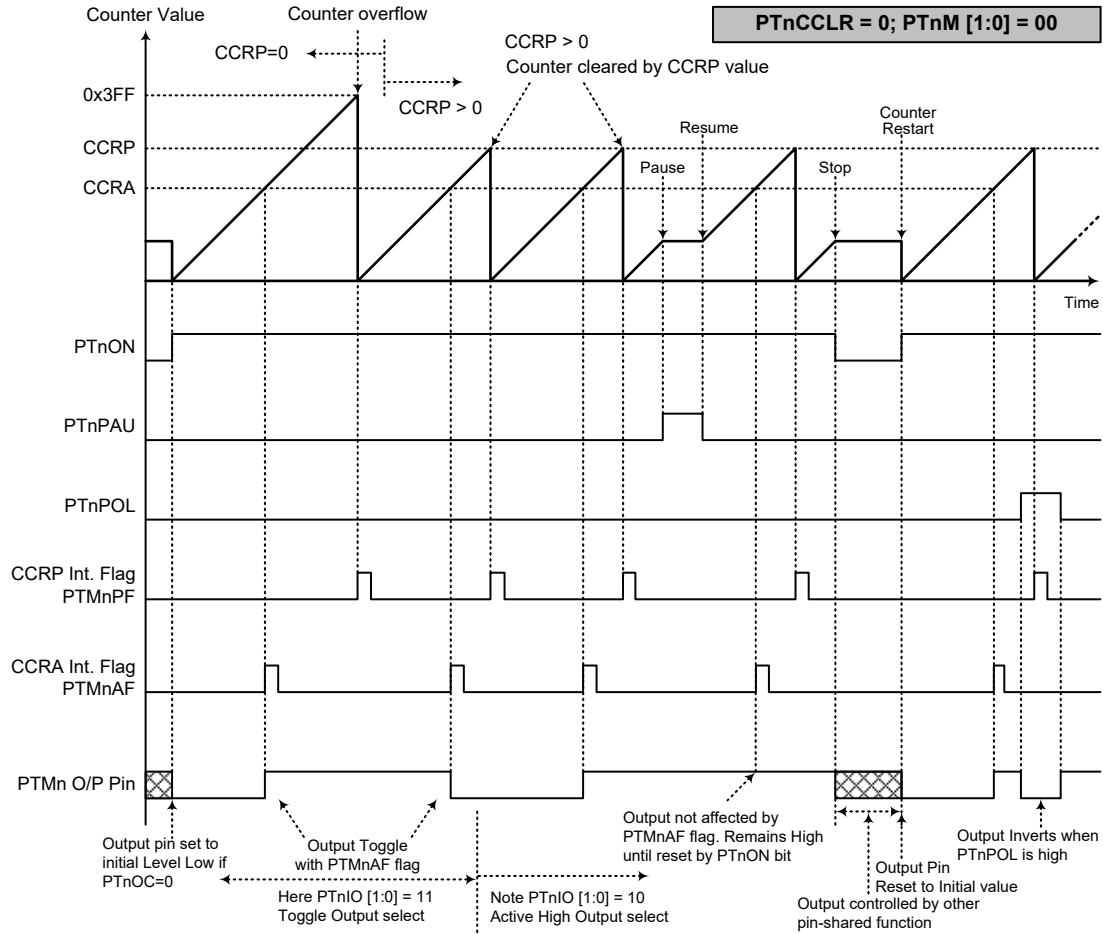 Counter Value
Counter overflow
PTnCCLR = 0; PTnM [1:0] = 00
CCRP=0
CCRP > 0
CCRP > 0
Counter cleared by CCRP value
0x3FF
CCRP
CCRA
Pause
Resume
Stop
Counter
Restart
Time
PTnON
PTnPAU
PTnPOL
CCRP Int. Flag
PTMnPF
CCRA Int. Flag
PTMnAF
PTMn O/P Pin
Output pin set to
initial Level Low if
PTnOC=0
Output Toggle
with PTMnAF flag
Here PTnIO [1:0] = 11
Toggle Output select
Note PTnIO [1:0] = 10
Active High Output select
Output not affected by
PTMnAF flag. Remains High
until reset by PTnON bit
Output Pin
Reset to Initial value
Output controlled by other
pin-shared function
Output Inverts when
PTnPOL is high